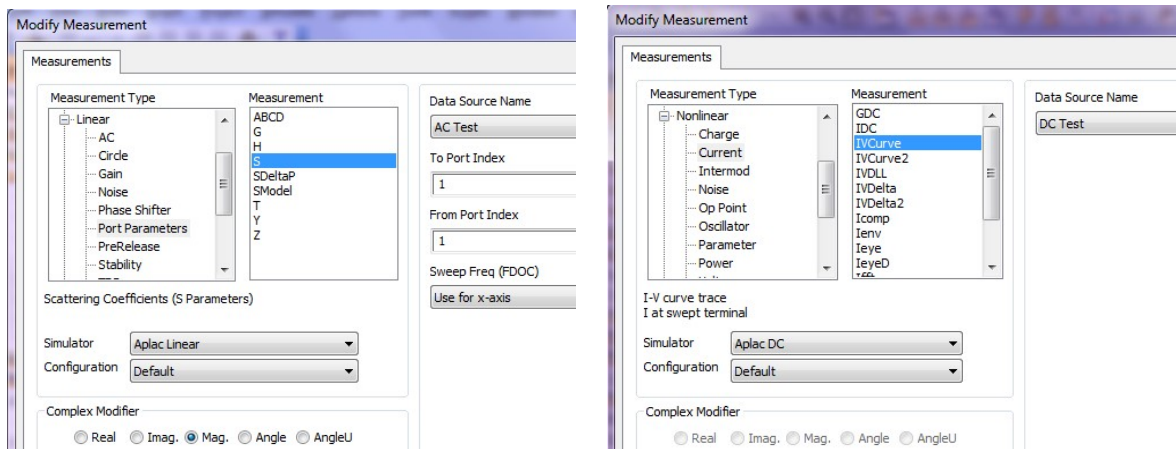 Modify Measurement
Measurements
Measurement Type
Linear
AC
Circle
Gain
Noise
Phase Shifter
Port Parameters
PreRelease
Stability
Measurement
ABCD
G
H
S
SDeltaP
SModel
T
Y
Z
Data Source Name
AC Test
To Port Index
1
From Port Index
1
Sweep Freq (FDOC)
Use for x-axis
Scattering Coefficients (S Parameters)
Simulator Aplac Linear
Configuration Default
Complex Modifier
Real Imag. Mag. Angle AngleU
Modify Measurement
Measurements
Measurement Type
Nonlinear
Charge
Current
Intermod
Noise
Op Point
Oscillator
Parameter
Power
Measurement
GDC
IDC
IVCurve
IVCurve2
IVDLL
IVDelta
IVDelta2
Icomp
Ienv
Ieye
IeyeD
Data Source Name
DC Test
I-V curve trace
I at swept terminal
Simulator Aplac DC
Configuration Default
Complex Modifier
Real Imag. Mag. Angle AngleU